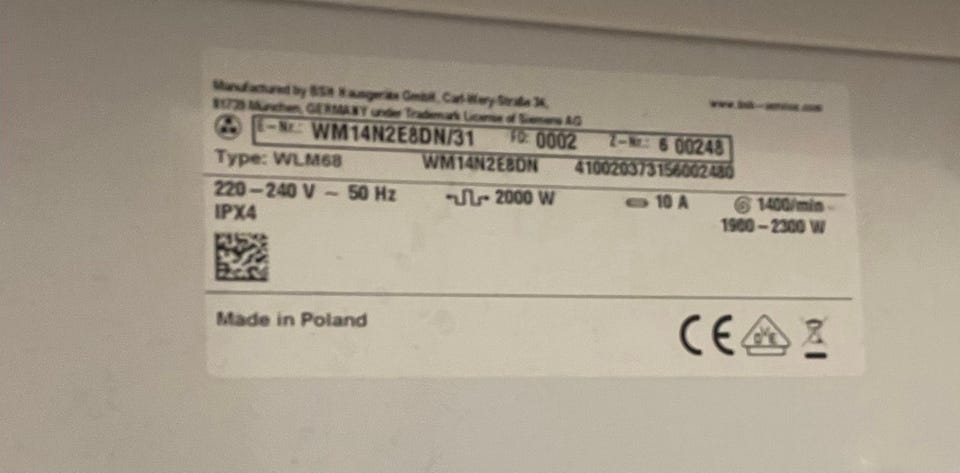 Manufactured by BSH Hausgeräte GmbH, Carl-Wery-Straße 34,
81739 München, GERMANY under Trademark License of Siemens AG
www.bsh-service.com
E-Nr.: WM14N2E8DN/31 FD: 0002 Z-Nr.: 6 00248
Type: WLM68 WM14N2E8DN 410020373156002480
220-240 V ~ 50 Hz 2000 W 10 A 1400/min
IPX4 1900-2300 W
Made in Poland CE